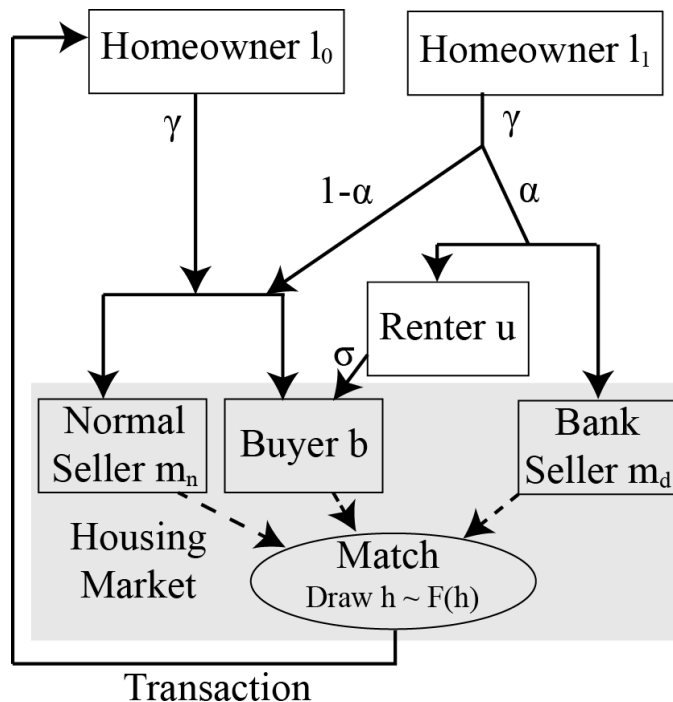 Homeowner l₀
Homeowner l₁
γ
γ
1-α
α
Renter u
σ
Normal
Seller mₙ
Buyer b
Bank
Seller m_d
Housing
Market
Match
Draw h ~ F(h)
Transaction